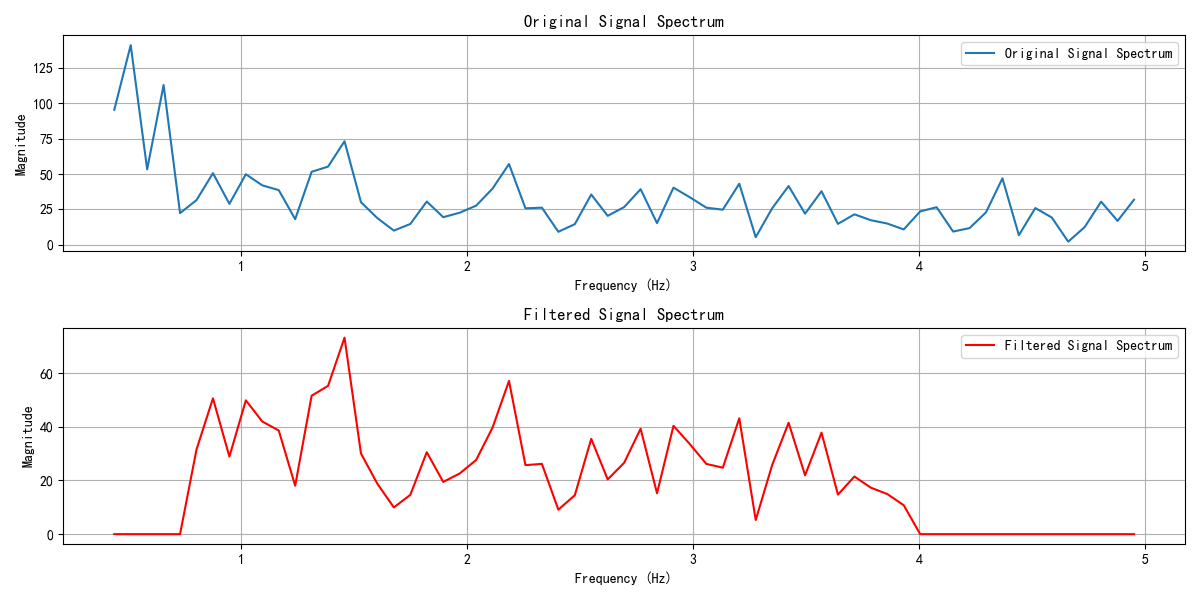 Original Signal Spectrum
Original Signal Spectrum
Magnitude
125
100
75
50
25
0
1 2 3 4 5
Frequency (Hz)
Filtered Signal Spectrum
Filtered Signal Spectrum
Magnitude
60
40
20
0
1 2 3 4 5
Frequency (Hz)